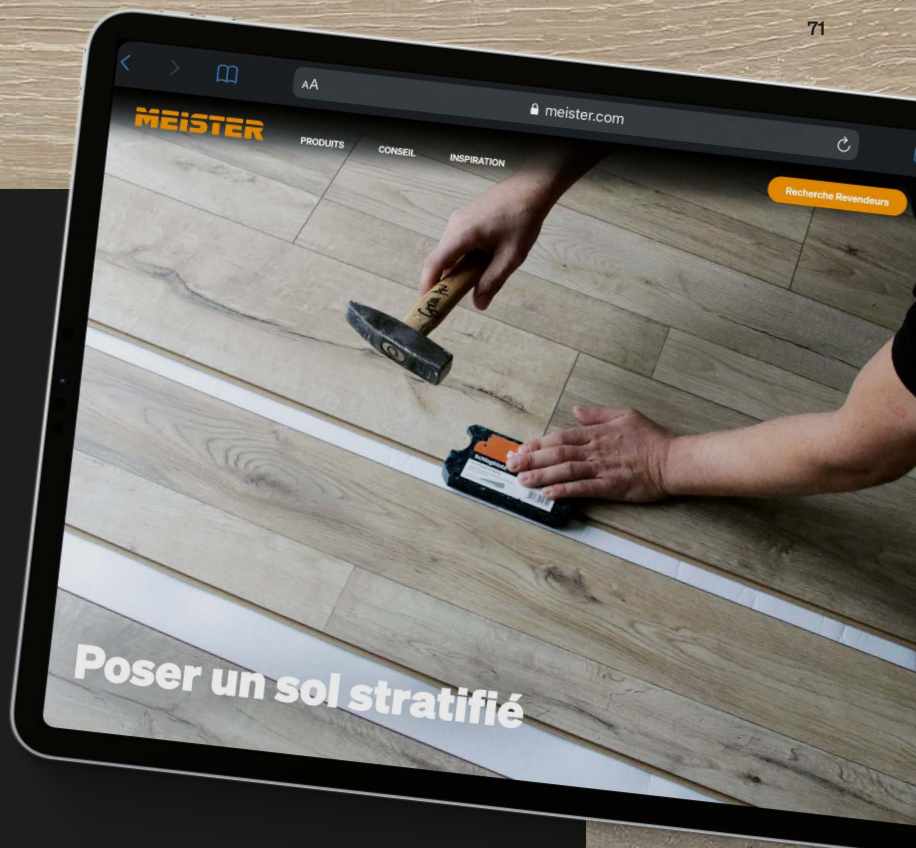 71
AA
meister.com
MEISTER
PRODUITS
CONSEIL
INSPIRATION
Recherche Revendeurs
Poser un sol stratifié